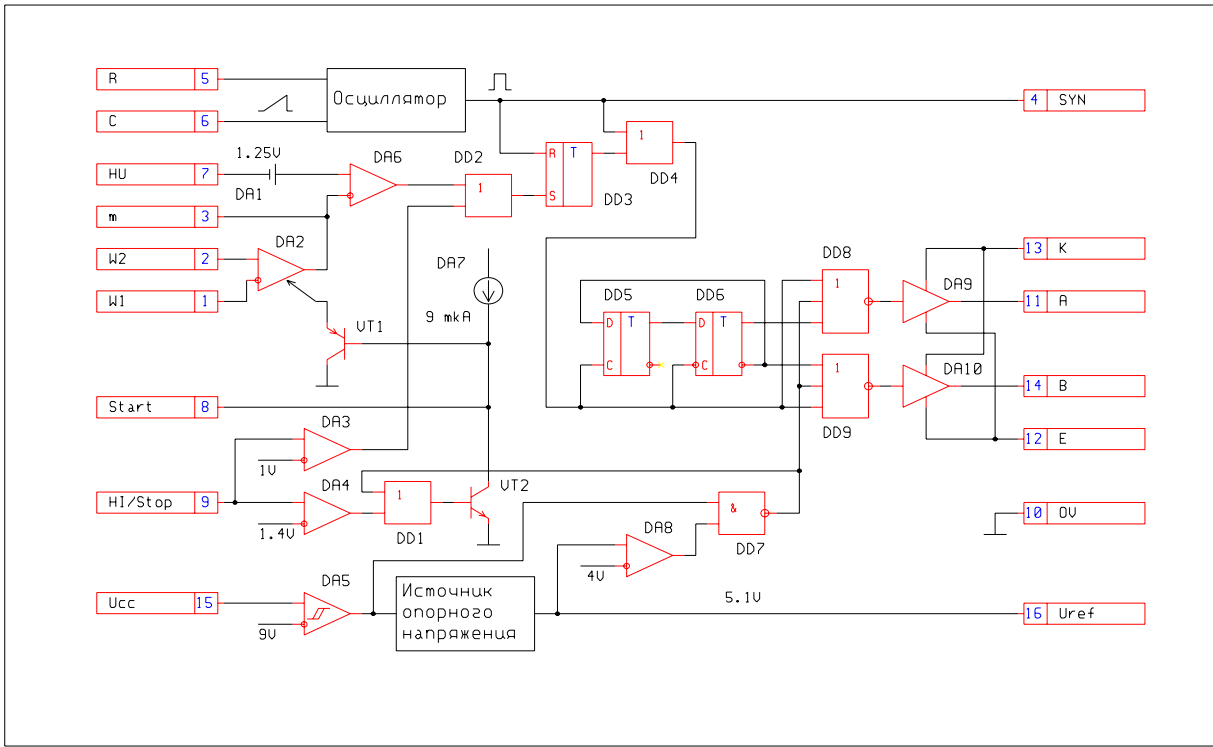 R 5
Осциллятор
4 SYN
C 6
1
R T
DD4
1.25V
DA6
DD2
HU 7
DA1
1
S
DD3
m 3
DA2
W2 2
W1 1
DA7
9 mkA
VT1
DD5
DD6
DD8
13 K
1
DA9
11 A
D T
D T
C
C
1
DA10
14 B
DD9
12 E
Start 8
DA3
1V
HI/Stop 9
DA4
1.4V
1
DD1
VT2
&
DD7
DA8
4V
10 0V
Ucc 15
DA5
9V
Источник
опорного
напряжения
5.1V
16 Uref